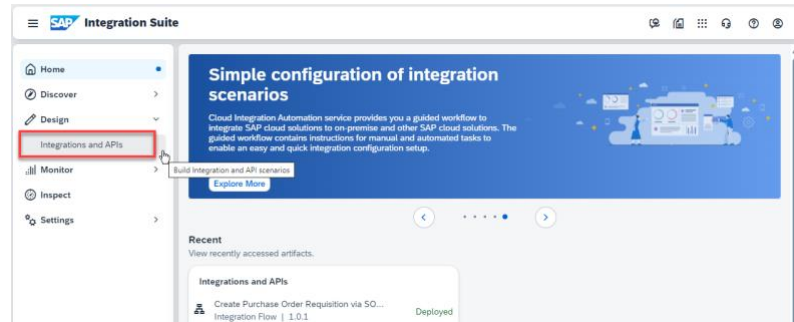 SAP Integration Suite
Home
Discover
Design
Integrations and APIs
Monitor
Inspect
Settings
Simple configuration of integration
scenarios
Cloud Integration Automation service provides you a guided workflow to
integrate SAP cloud solutions to on-premise and other SAP cloud solutions. The
guided workflow contains instructions for manual and automated tasks to
enable an easy and quick integration configuration setup.
Build Integration and API scenarios
Explore More
Recent
View recently accessed artifacts.
Integrations and APIs
Create Purchase Order Requisition via SO...
Integration Flow | 1.0.1
Deployed